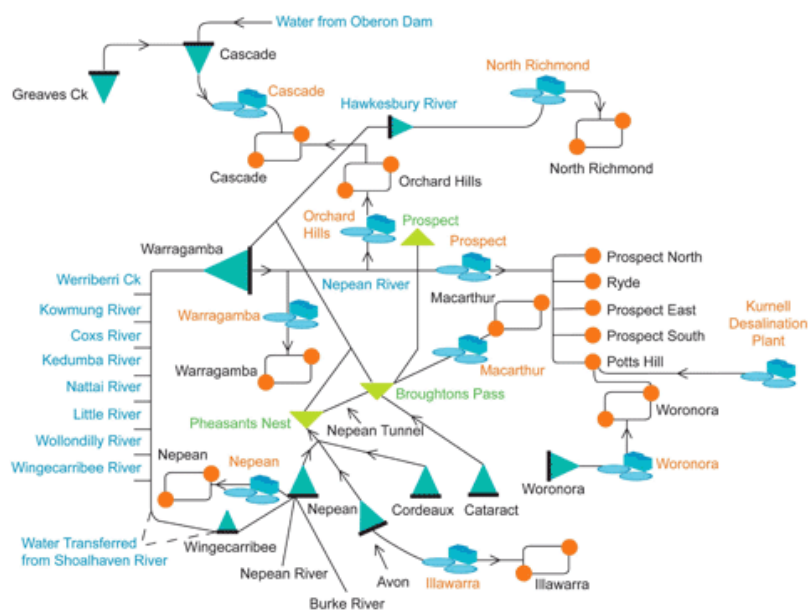 Water from Oberon Dam
Cascade
Greaves Ck
Cascade
North Richmond
Hawkesbury River
Cascade
Orchard Hills
North Richmond
Orchard
Hills
Prospect
Warragamba
Prospect
Prospect North
Werriberri Ck
Nepean River
Macarthur
Ryde
Kowmung River
Warragamba
Prospect East
Kurnell
Desalination
Plant
Coxs River
Prospect South
Kedumba River
Warragamba
Macarthur
Potts Hill
Nattai River
Broughtons Pass
Little River
Pheasants Nest
Woronora
Nepean Tunnel
Wollondilly River
Wingecarribee River
Nepean
Nepean
Woronora
Woronora
Nepean
Cordeaux
Cataract
Water Transferred
from Shoalhaven River
Wingecarribee
Nepean River
Avon
Illawarra
Illawarra
Burke River